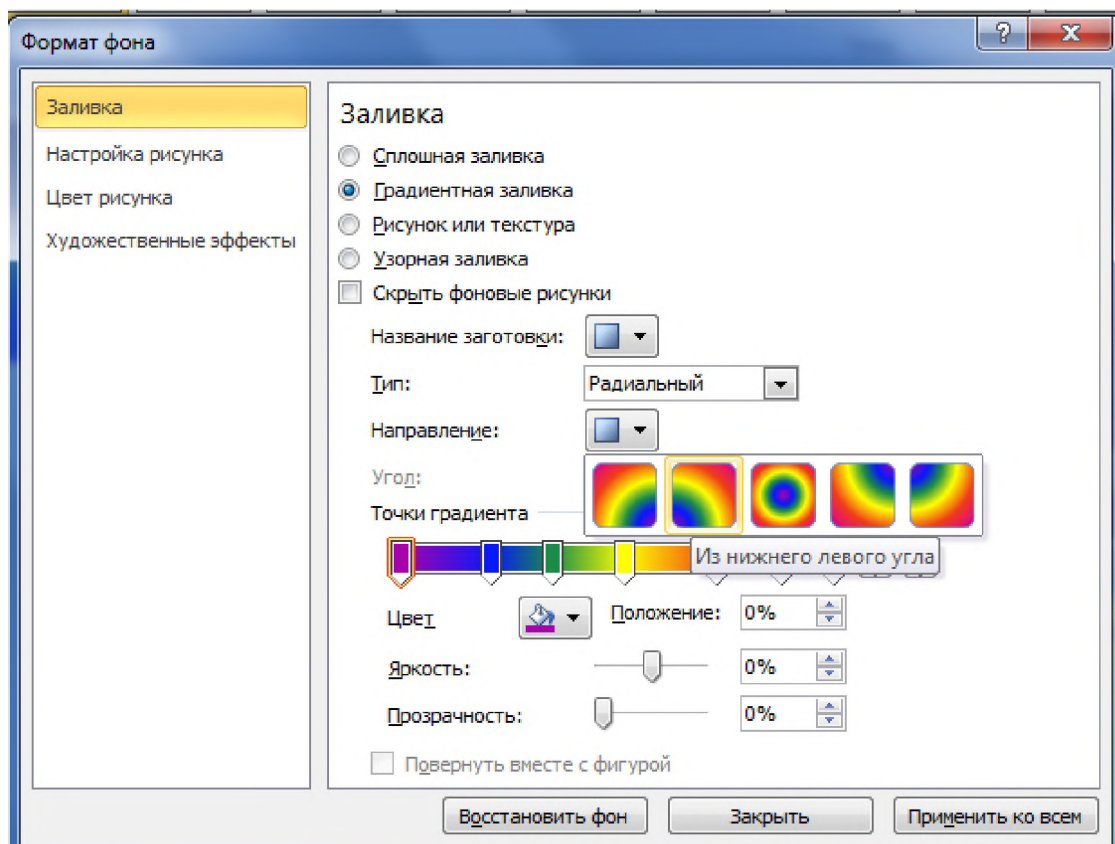 Формат фона
Заливка
Настройка рисунка
Цвет рисунка
Художественные эффекты
Заливка
Сплошная заливка
Градиентная заливка
Рисунок или текстура
Узорная заливка
Скрыть фоновые рисунки
Название заготовки:
Тип: Радиальный
Направление:
Угол:
Точки градиента
Из нижнего левого угла
Цвет Положение: 0%
Яркость: 0%
Прозрачность: 0%
Повернуть вместе с фигурой
Восстановить фон Закрыть Применить ко всем